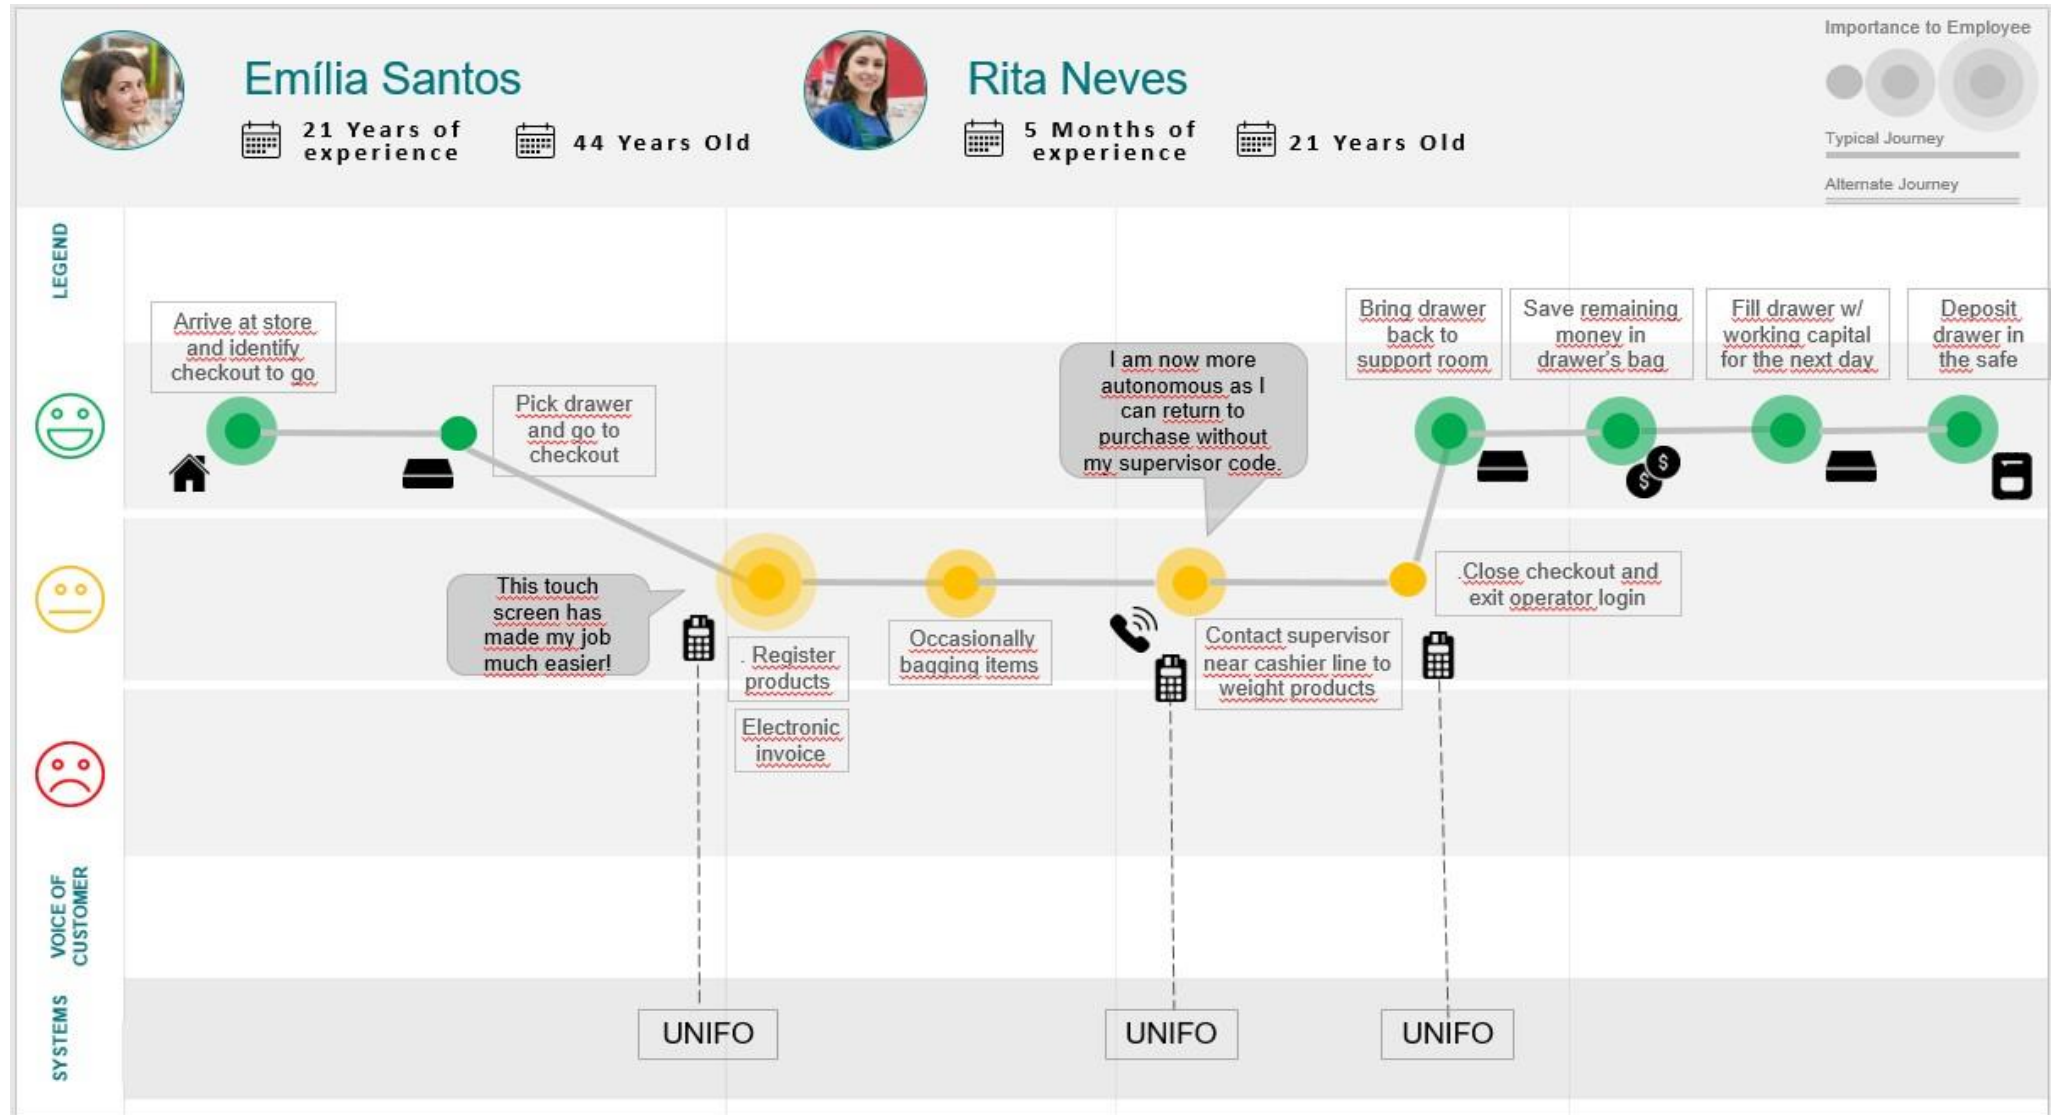 Importance to Employee
Emília Santos
21 Years of
experience
44 Years Old
Rita Neves
5 Months of
experience
21 Years Old
Typical Journey
Alternate Journey
LEGEND
Arrive at store
and identify
checkout to go
Pick drawer
and go to
checkout
I am now more
autonomous as I
can return to
purchase without
my supervisor code.
Bring drawer
back to
support room
Save remaining
money in
drawer's bag
Fill drawer w/
working capital
for the next day
Deposit
drawer in
the safe
This touch
screen has
made my job
much easier!
. Register
products
Electronic
invoice
Occasionally
bagging items
Contact supervisor
near cashier line to
weight products
.Close checkout and
exit operator login
$
$
VOICE OF
CUSTOMER
SYSTEMS
UNIFO
UNIFO
UNIFO